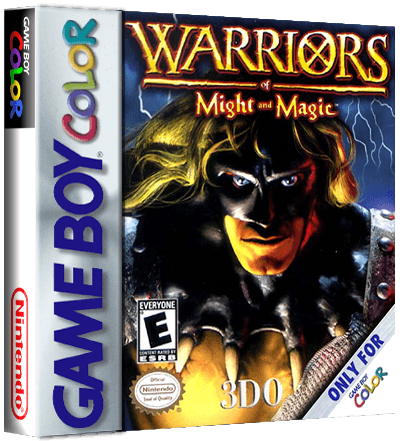 GAME BOY
COLOR
Nintendo
GAME BOY COLOR
WARRIORS
of
Might and Magic™
EVERYONE
E
CONTENT RATED BY
ESRB
Official
Nintendo
Seal of Quality
3DO
ONLY FOR
GAME BOY
COLOR